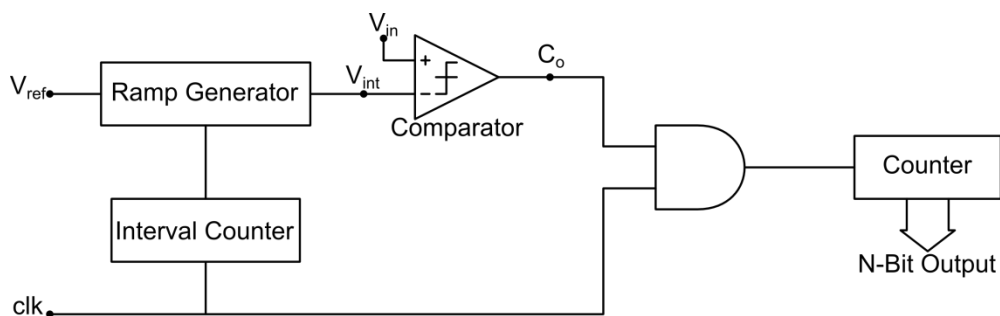 V_in
C_o
V_ref
Ramp Generator
V_int
+
--
Comparator
Interval Counter
Counter
N-Bit Output
clk